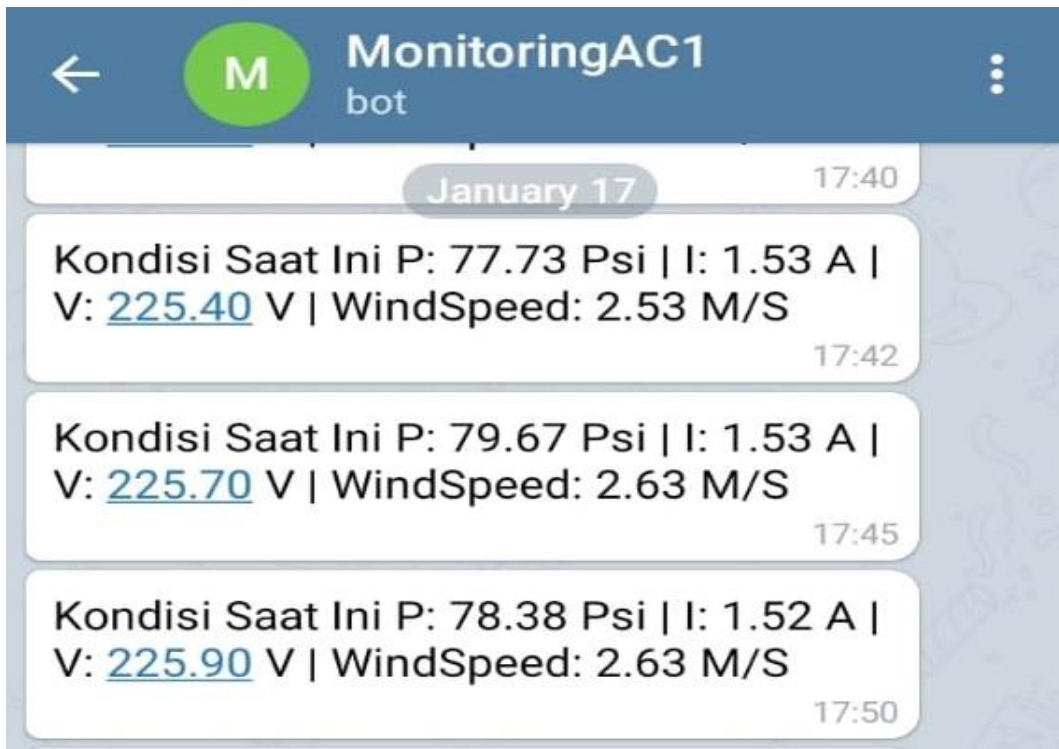 MonitoringAC1
M
bot
17:40
January 17
Kondisi Saat Ini P: 77.73 Psi | I: 1.53 A |
V: 225.40 V | WindSpeed: 2.53 M/S
17:42
Kondisi Saat Ini P: 79.67 Psi | I: 1.53 A |
V: 225.70 V | WindSpeed: 2.63 M/S
17:45
Kondisi Saat Ini P: 78.38 Psi | I: 1.52 A |
V: 225.90 V | WindSpeed: 2.63 M/S
17:50